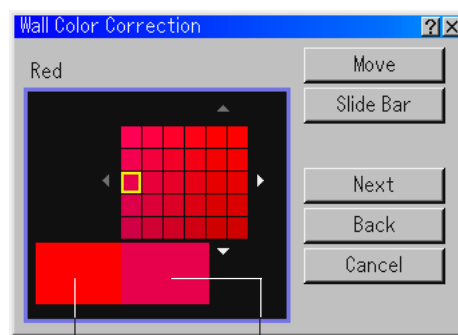 Wall Color Correction
Red
Move
Slide Bar
Next
Back
Cancel